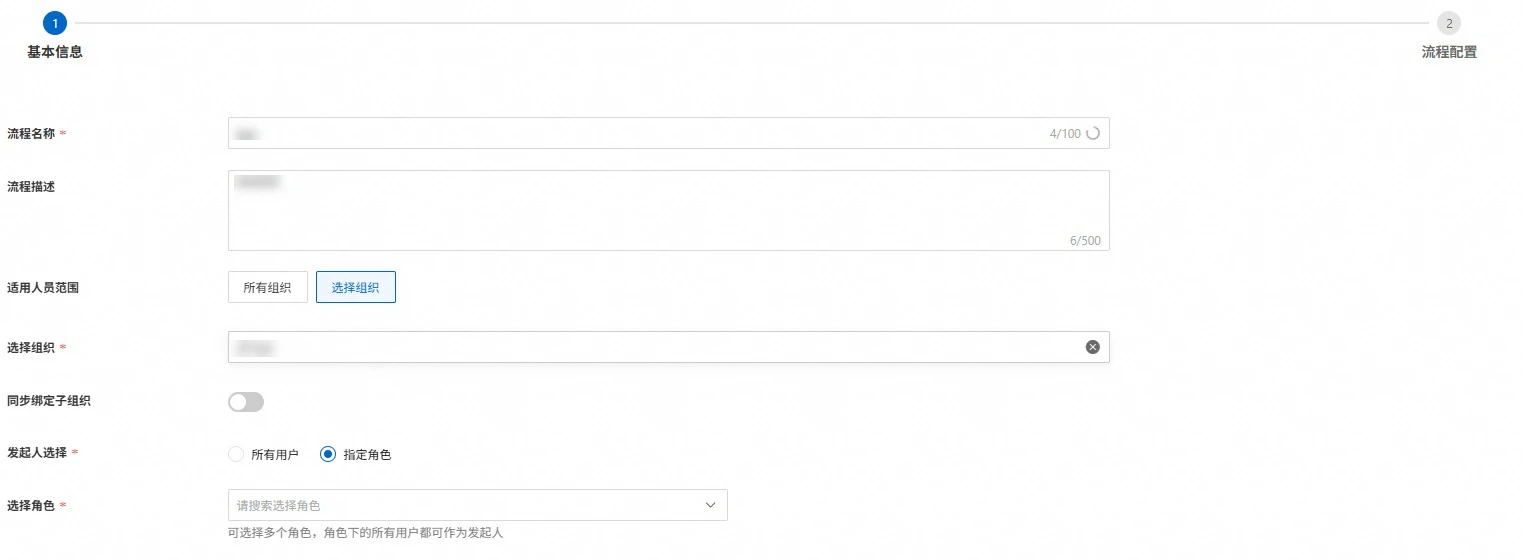 1
2
基本信息
流程配置
流程名称 *
4/100
流程描述
6/500
适用人员范围
所有组织
选择组织
选择组织 *
同步绑定子组织
发起人选择 *
所有用户
指定角色
选择角色 *
请搜索选择角色
可选择多个角色，角色下的所有用户都可作为发起人